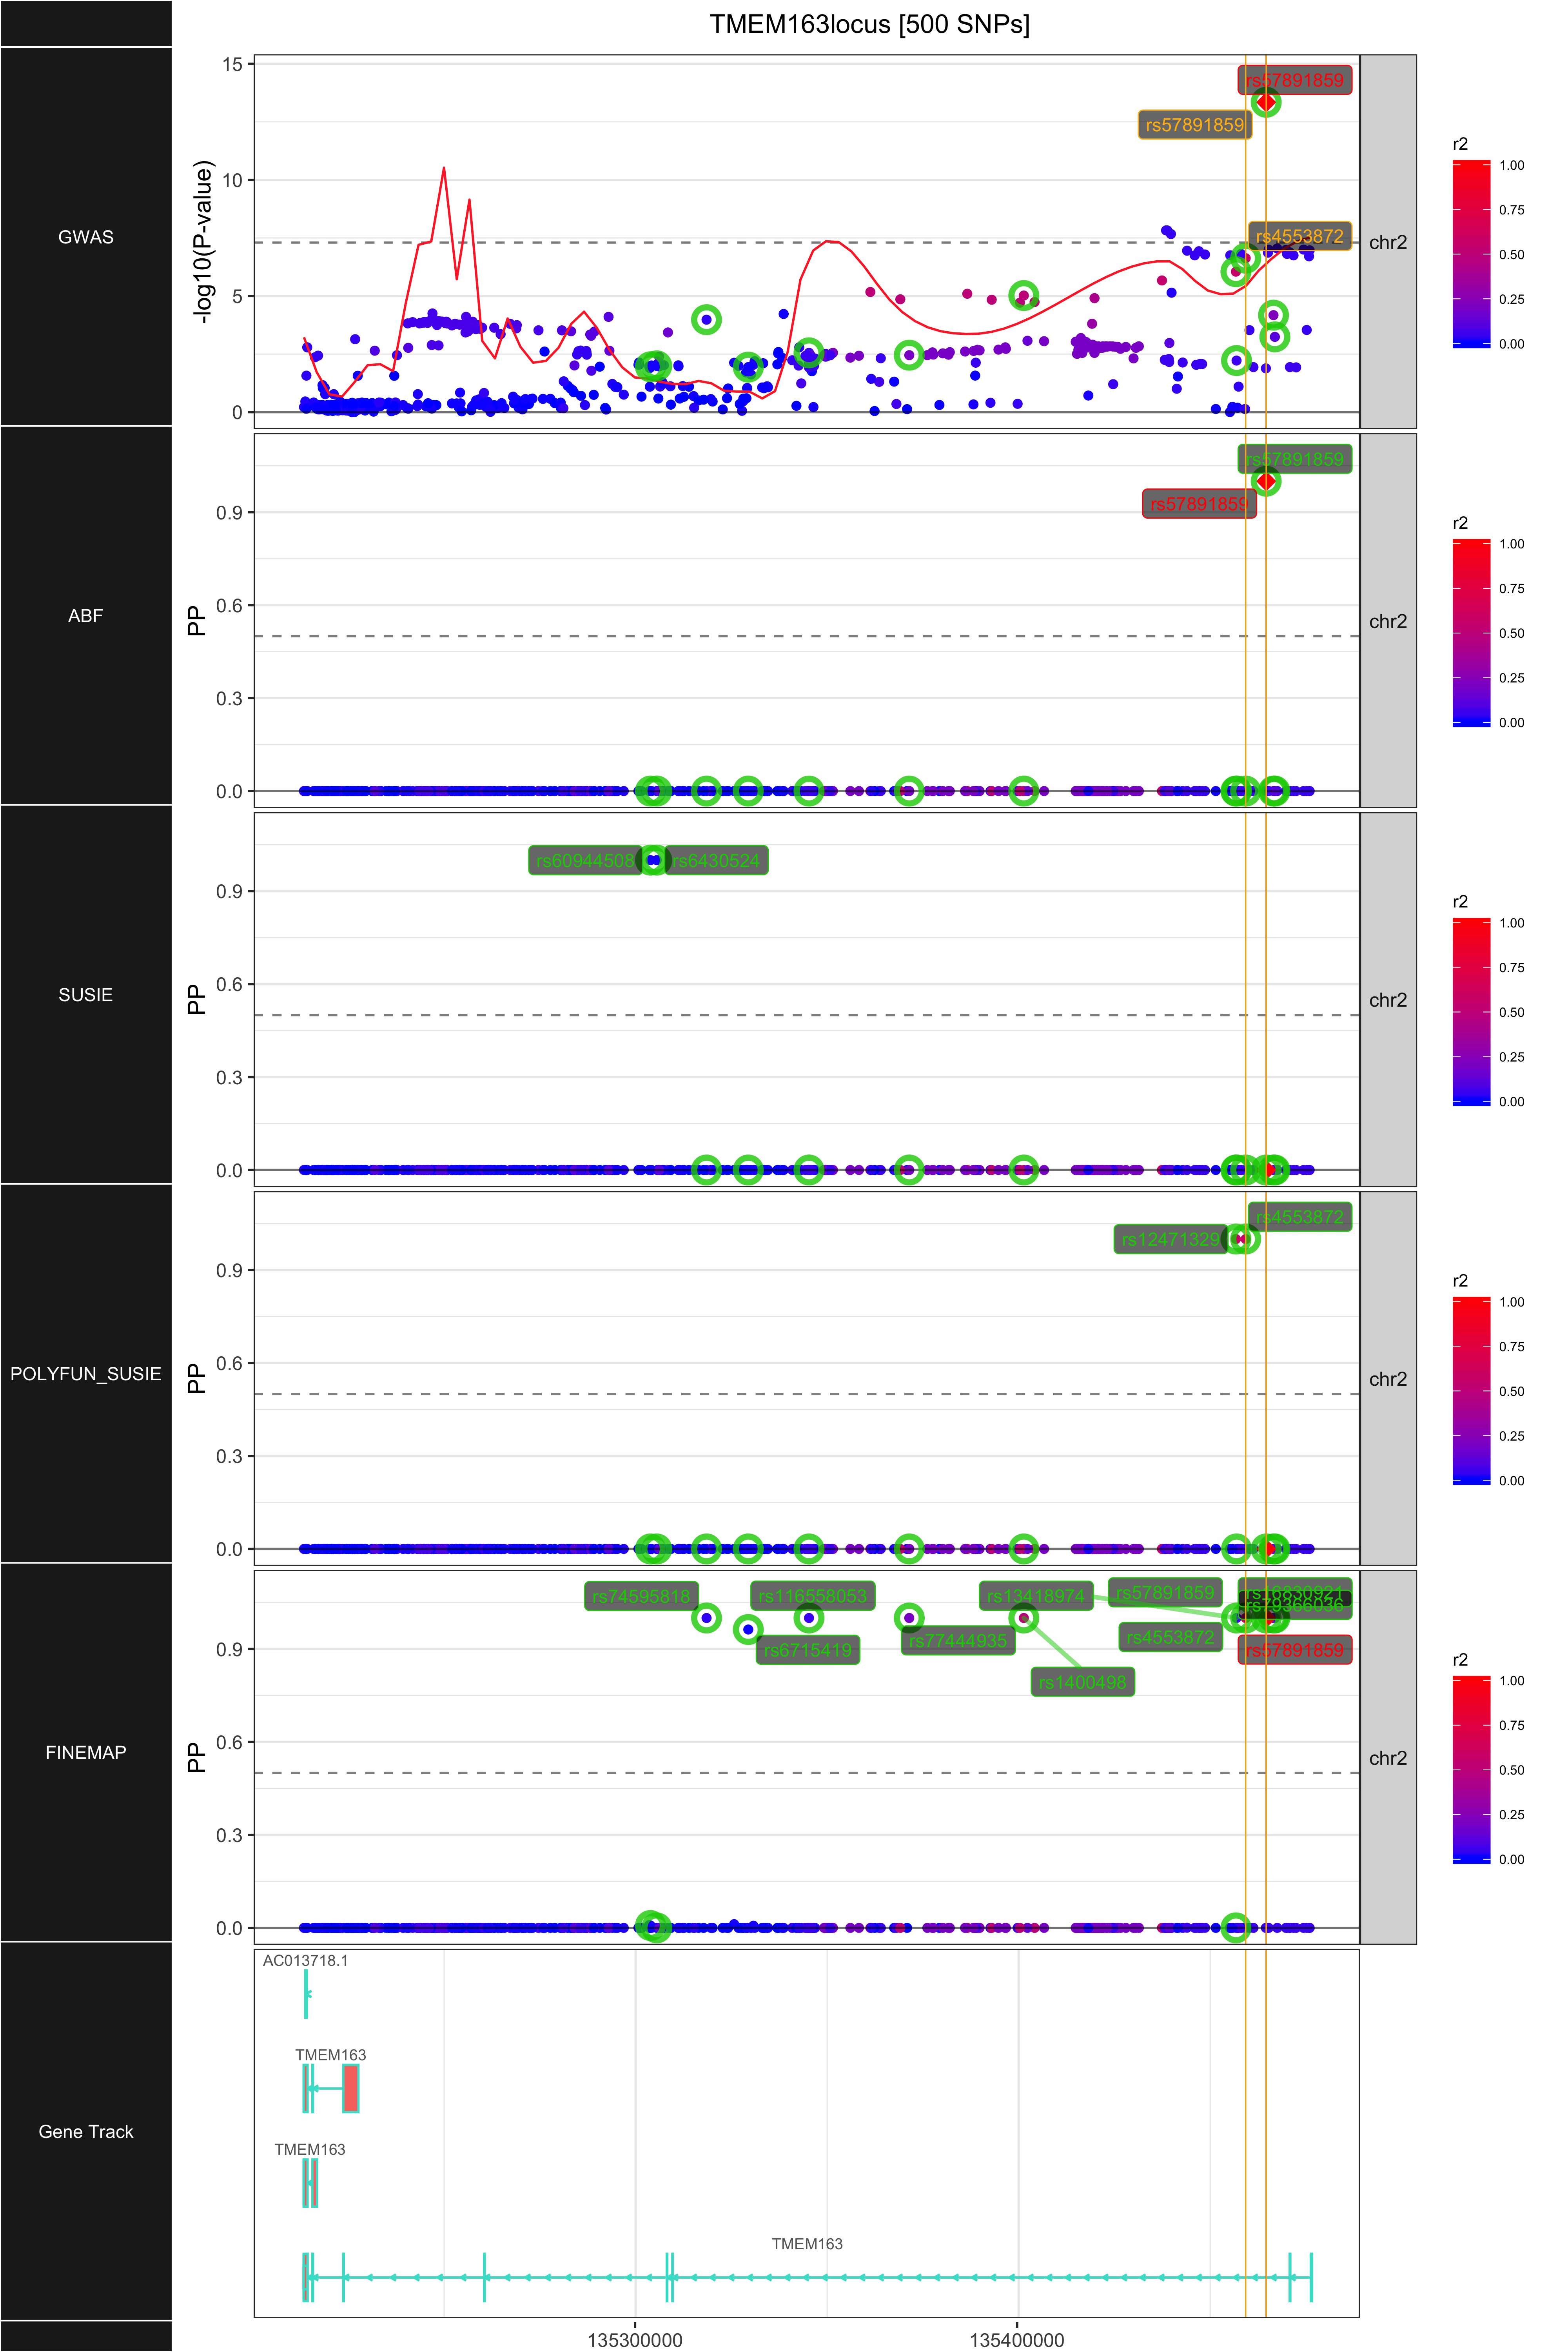 TMEM163locus [500 SNPs]
GWAS
-log10(P-value)
15
10
5
0
rs57891859
rs57891859
rs4553872
chr2
r2
1.00
0.75
0.50
0.25
0.00
ABF
PP
0.9
0.6
0.3
0.0
rs57891859
rs57891859
chr2
r2
1.00
0.75
0.50
0.25
0.00
SUSIE
PP
0.9
0.6
0.3
0.0
rs60944508
rs6430524
chr2
r2
1.00
0.75
0.50
0.25
0.00
POLYFUN_SUSIE
PP
0.9
0.6
0.3
0.0
rs4553872
rs12471329
chr2
r2
1.00
0.75
0.50
0.25
0.00
FINEMAP
PP
0.9
0.6
0.3
0.0
rs74595818
rs116558053
rs13418974
rs57891859
rs6715419
rs77444935
rs4553872
rs57891859
rs1400498
chr2
r2
1.00
0.75
0.50
0.25
0.00
Gene Track
AC013718.1
TMEM163
TMEM163
TMEM163
135300000
135400000